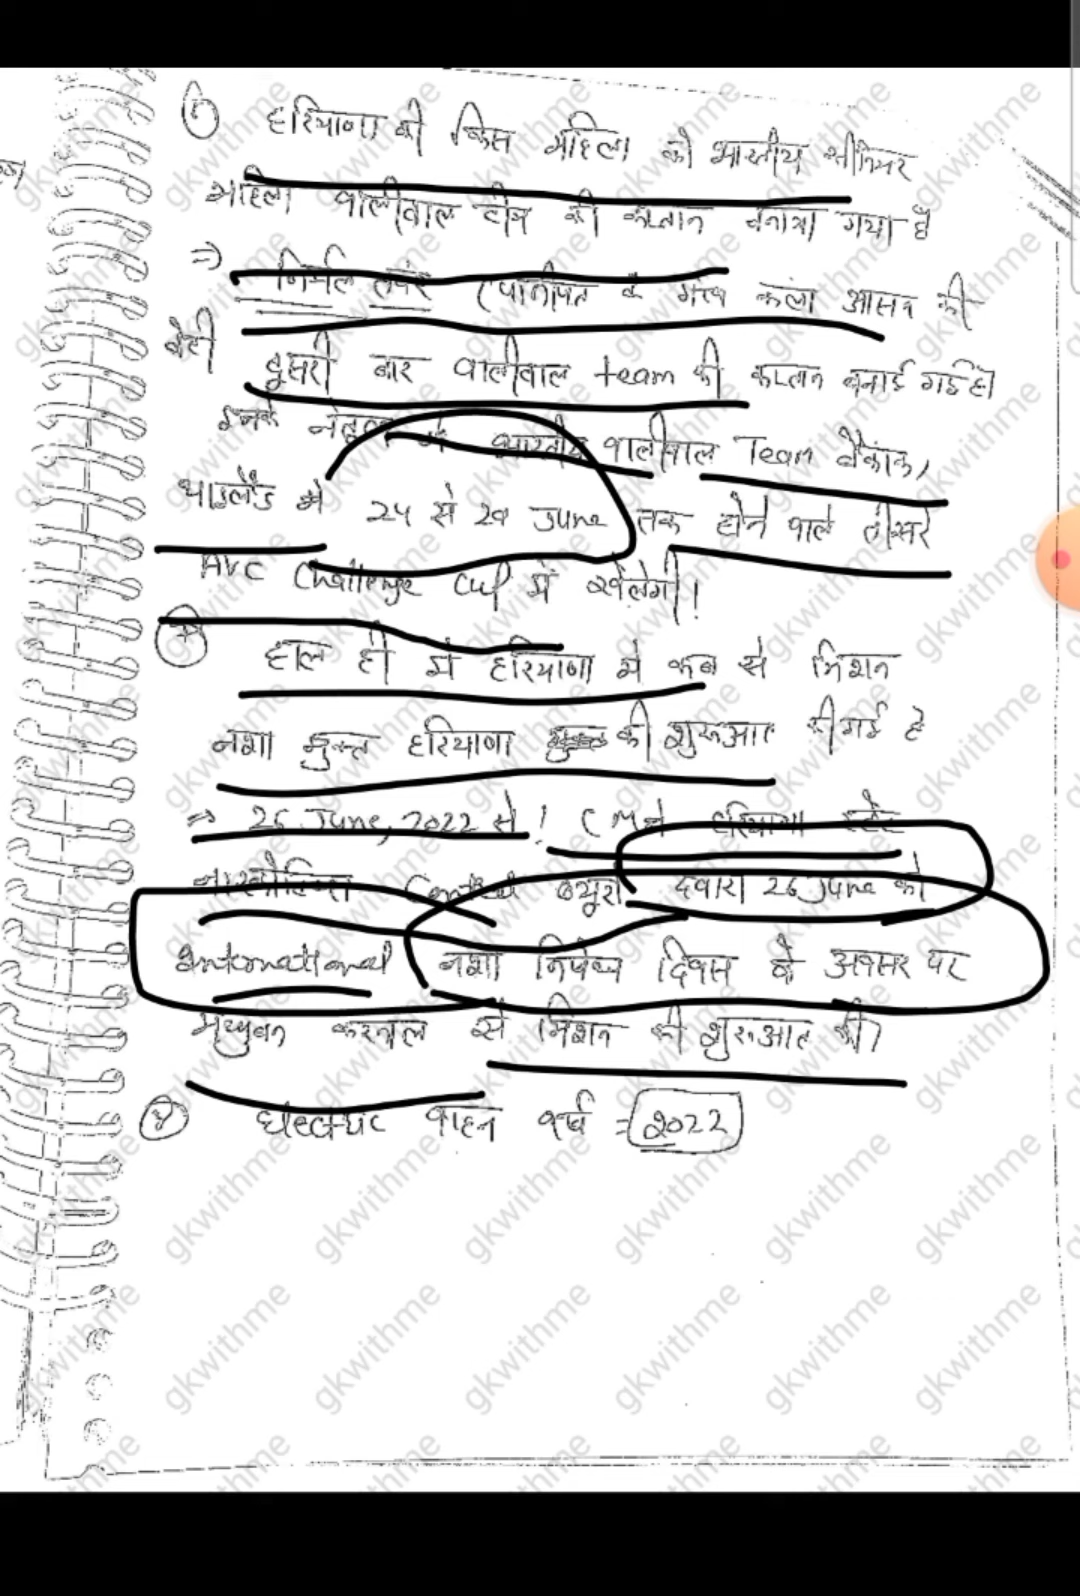 6 हरियाणा की किस महिला को भारतीय सीनियर
महिला वालीवाल टीम की कप्तान बनाया गया है
⇒ निर्मल तंवर (पानीपत के गांव कला आसन की
बेटी दूसरी बार वालीवाल team की कप्तान बनाई गई है।
इनके नेतृत्व में भारतीय वालीवाल Team बैंकाक,
थाइलैंड में 24 से 29 June तक होने वाले तीसरे
AVC Challenge Cup में खेलेगी!
7 हाल ही में हरियाणा में कब से मिशन
नशा मुक्त हरियाणा की शुरुआत की गई है
⇒ 26 June, 2022 से! CM ने हरियाणा स्टेट
नारकोटिक्स Control ब्यूरो द्वारा 26 June को
International नशा निषेध दिवस के अवसर पर
मधुबन करनाल से मिशन की शुरुआत की।
8 Electric वाहन वर्ष = 2022
gkwithme